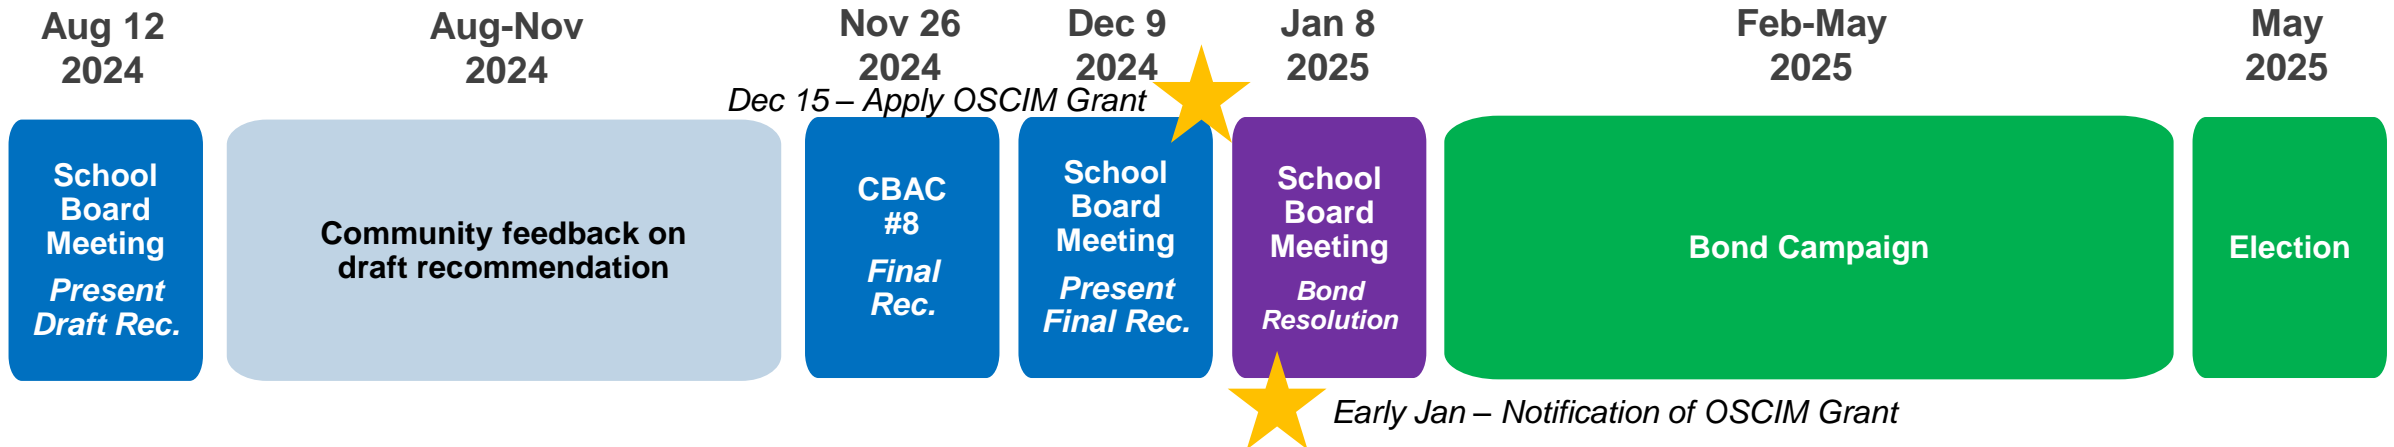 Aug 12
2024
Aug-Nov
2024
Nov 26
2024
Dec 9
2024
Jan 8
2025
Feb-May
2025
May
2025
Dec 15 – Apply OSCIM Grant
School
Board
Meeting
Present
Draft Rec.
Community feedback on
draft recommendation
CBAC
#8
Final
Rec.
School
Board
Meeting
Present
Final Rec.
School
Board
Meeting
Bond
Resolution
Bond Campaign
Election
Early Jan – Notification of OSCIM Grant